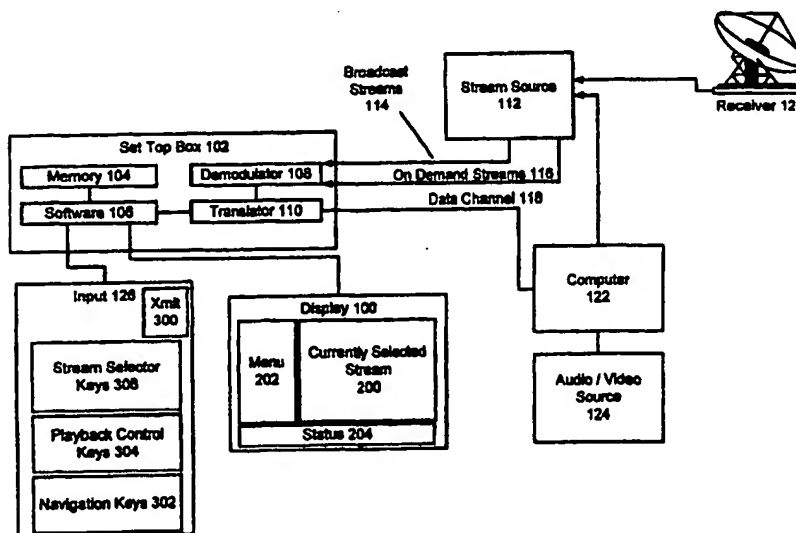 Broadcast
Streams
114
Stream Source
112
Receiver 12
Set Top Box 102
Memory 104
Demodulator 108
On Demand Streams 116
Software 106
Translator 110
Data Channel 118
Computer
122
Input 126
Xmit
300
Display 100
Stream Selector
Keys 306
Menu
202
Currently Selected
Stream
200
Audio / Video
Source
124
Playback Control
Keys 304
Status 204
Navigation Keys 302